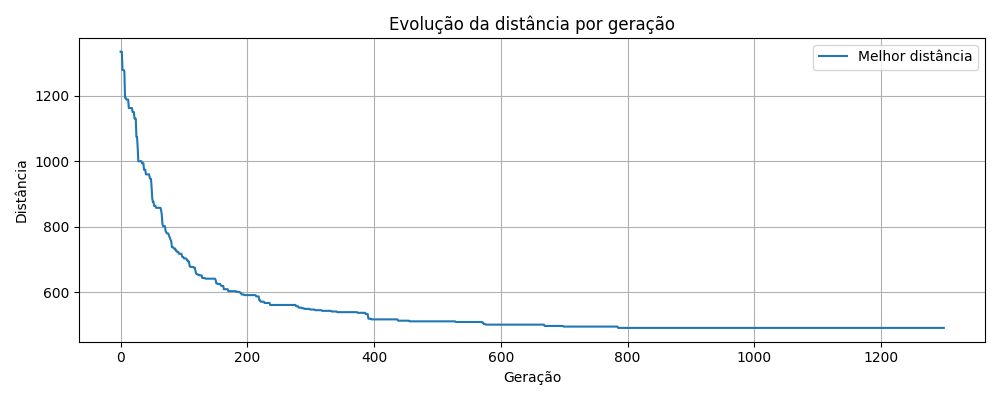 Evolução da distância por geração
Melhor distância
Distância
1200
1000
800
600
0 200 400 600 800 1000 1200
Geração